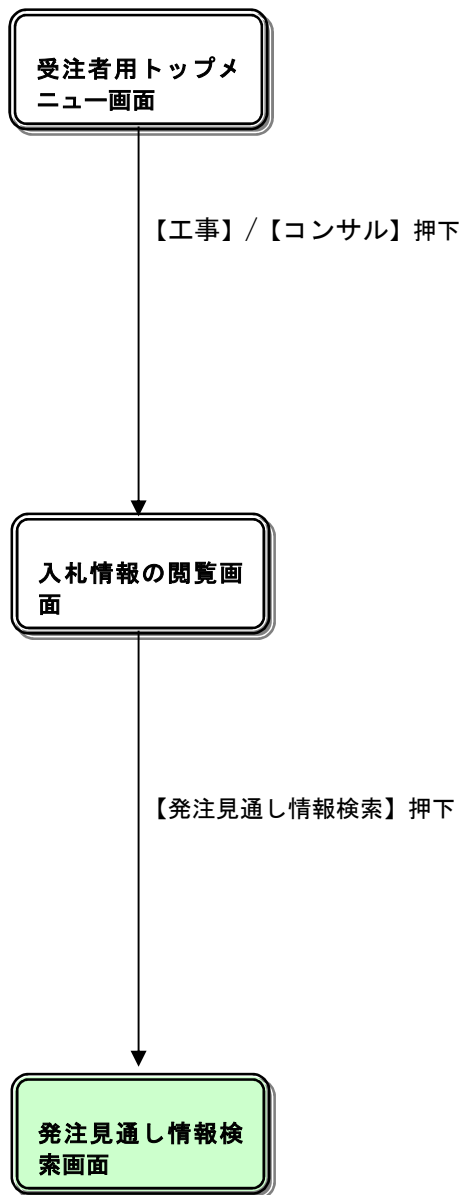 受注者用トップメ
ニュー画面
【工事】/【コンサル】押下
入札情報の閲覧画
面
【発注見通し情報検索】押下
発注見通し情報検
索画面